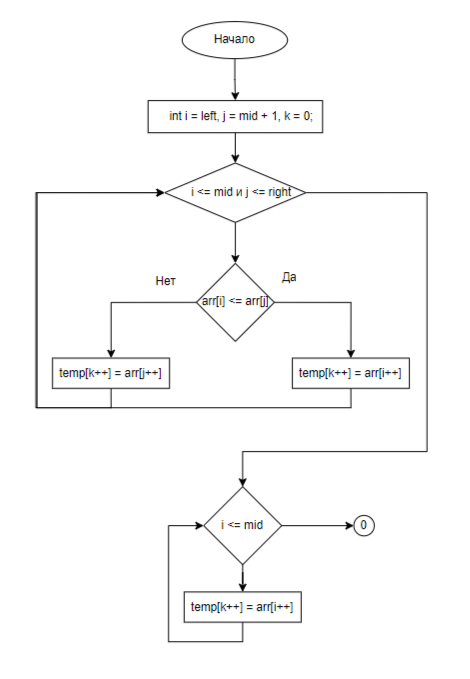 Начало
int i = left, j = mid + 1, k = 0;
i <= mid и j <= right
Нет
Да
arr[i] <= arr[j]
temp[k++] = arr[j++]
temp[k++] = arr[i++]
i <= mid
0
temp[k++] = arr[i++]